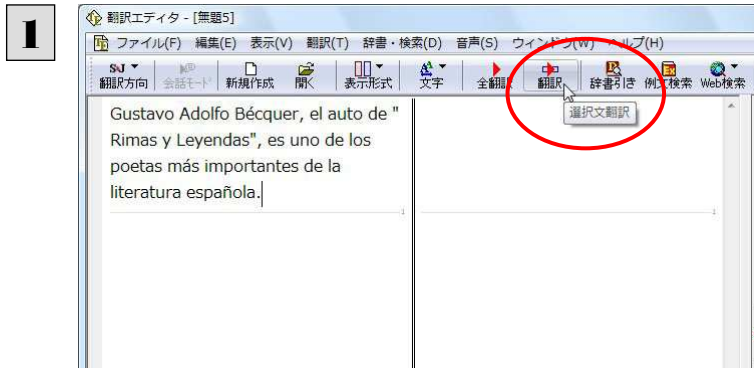 1
翻訳エディタ - [無題5]
ファイル(F) 編集(E) 表示(V) 翻訳(T) 辞書・検索(D) 音声(S) ウィンドウ(W) ヘルプ(H)
翻訳方向 会話モード 新規作成 開く 表示形式 文字 全翻訳 翻訳 辞書引き 例文検索 Web検索
選択文翻訳
Gustavo Adolfo Bécquer, el auto de "
Rimas y Leyendas", es uno de los
poetas más importantes de la
literatura española.
1 1